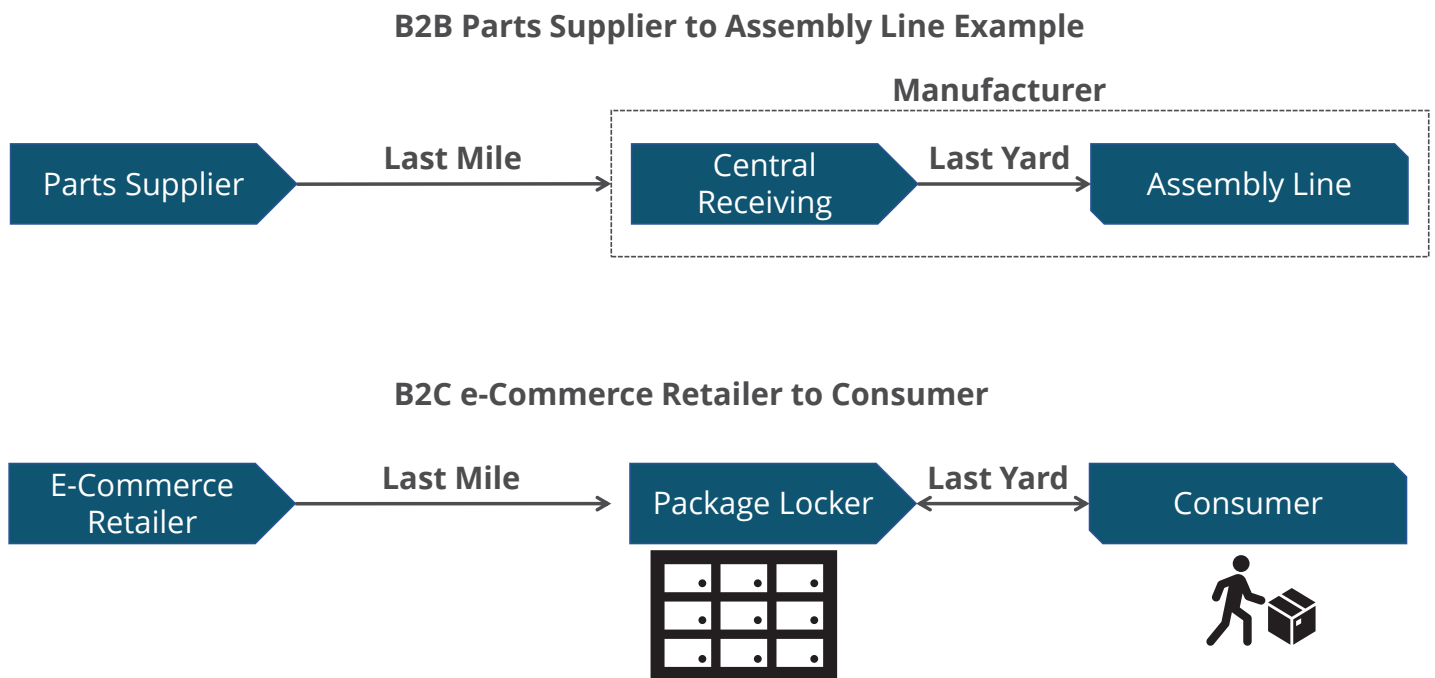 B2B Parts Supplier to Assembly Line Example
Manufacturer
Parts Supplier
Last Mile
Central
Receiving
Last Yard
Assembly Line
B2C e-Commerce Retailer to Consumer
E-Commerce
Retailer
Last Mile
Package Locker
Last Yard
Consumer